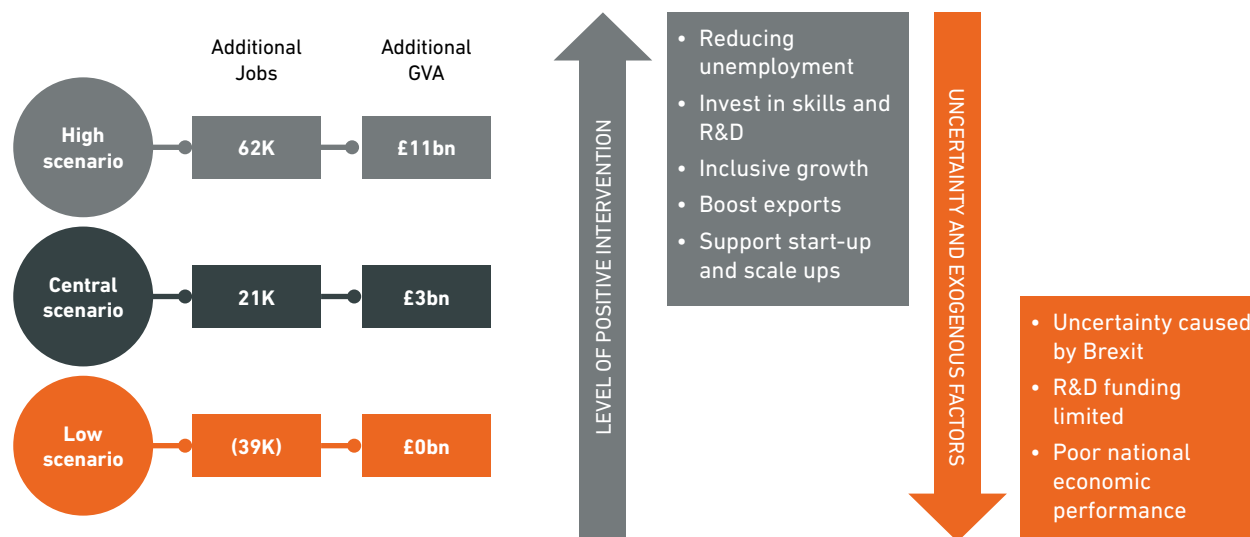 Additional
Jobs
Additional
GVA
High
scenario
62K
£11bn
Central
scenario
21K
£3bn
Low
scenario
(39K)
£0bn
LEVEL OF POSITIVE INTERVENTION
• Reducing
unemployment
• Invest in skills and
R&D
• Inclusive growth
• Boost exports
• Support start-up
and scale ups
UNCERTAINTY AND EXOGENOUS FACTORS
• Uncertainty caused
by Brexit
• R&D funding
limited
• Poor national
economic
performance